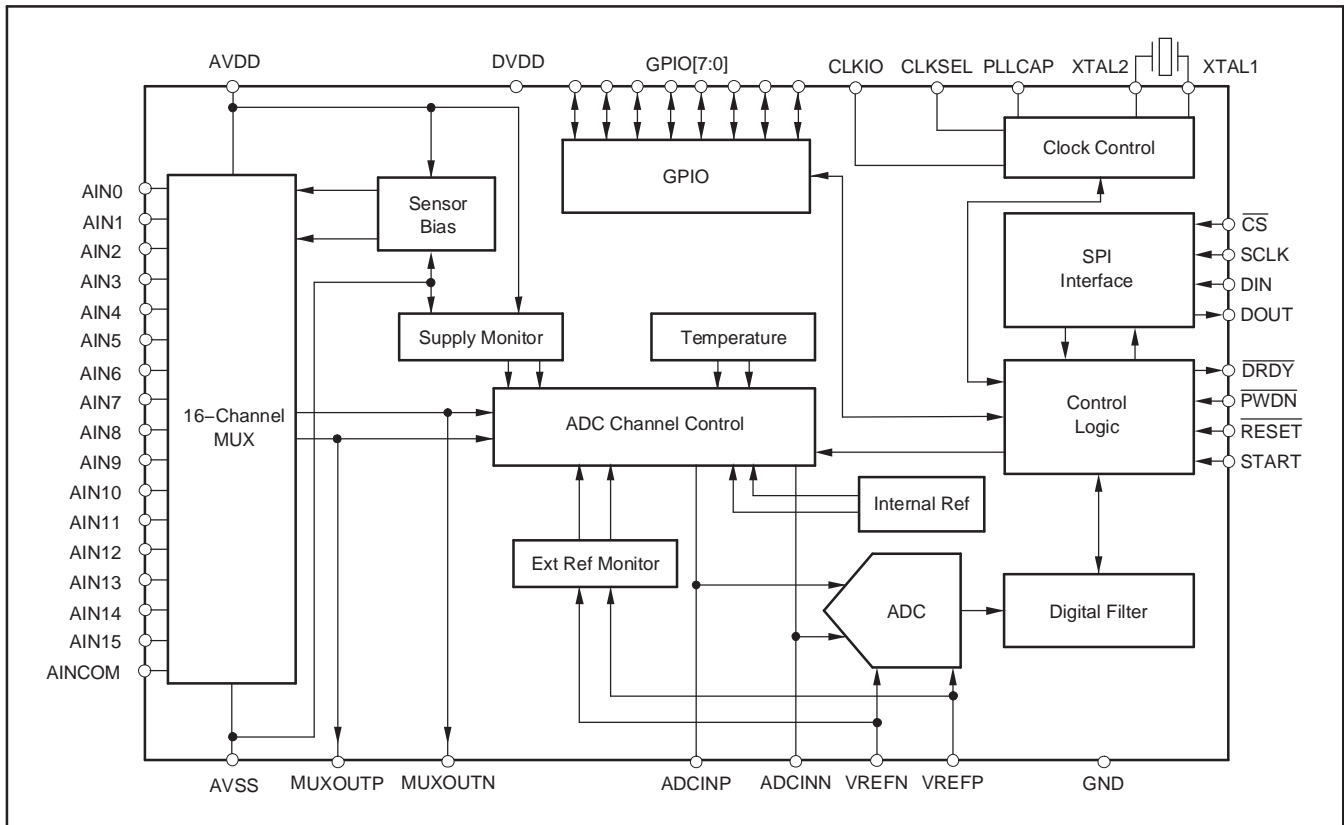 AVDD
DVDD
GPIO[7:0]
CLKIO
CLKSEL
PLLCAP
XTAL2
XTAL1
Clock Control
GPIO
Sensor
Bias
AIN0
AIN1
AIN2
AIN3
AIN4
AIN5
AIN6
AIN7
AIN8
AIN9
AIN10
AIN11
AIN12
AIN13
AIN14
AIN15
AINCOM
16–Channel
MUX
SPI
Interface
CS
SCLK
DIN
DOUT
Supply Monitor
Temperature
ADC Channel Control
Control
Logic
DRDY
PWDN
RESET
START
Internal Ref
Ext Ref Monitor
ADC
Digital Filter
AVSS
MUXOUTP
MUXOUTN
ADCINP
ADCINN
VREFN
VREFP
GND